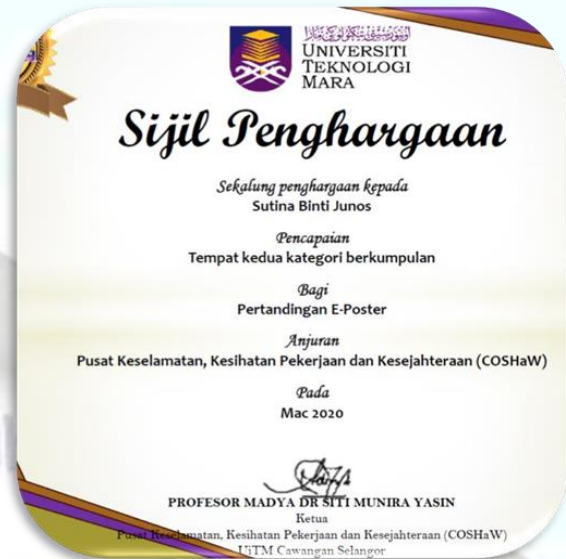 UNIVERSITI
TEKNOLOGI
MARA
Sijil Penghargaan
Sekalung penghargaan kepada
Sutina Binti Junos
Pencapaian
Tempat kedua kategori berkumpulan
Bagi
Pertandingan E-Poster
Anjuran
Pusat Keselamatan, Kesihatan Pekerjaan dan Kesejahteraan (COSHaW)
Pada
Mac 2020
PROFESOR MADYA DR SITI MUNIRA YASIN
Ketua
Pusat Keselamatan, Kesihatan Pekerjaan dan Kesejahteraan (COSHaW)
UiTM Cawangan Selangor